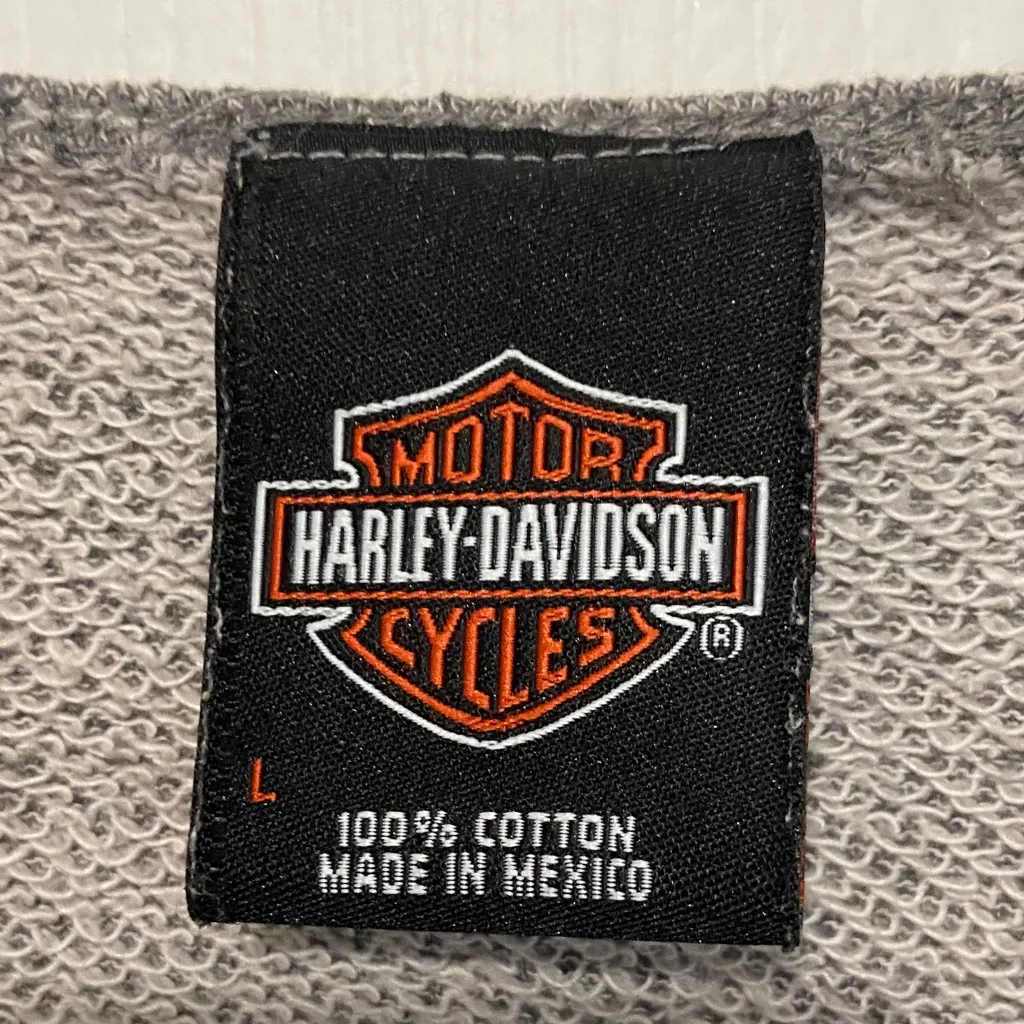 MOTOR
HARLEY-DAVIDSON
CYCLES
®
L
100% COTTON
MADE IN MEXICO